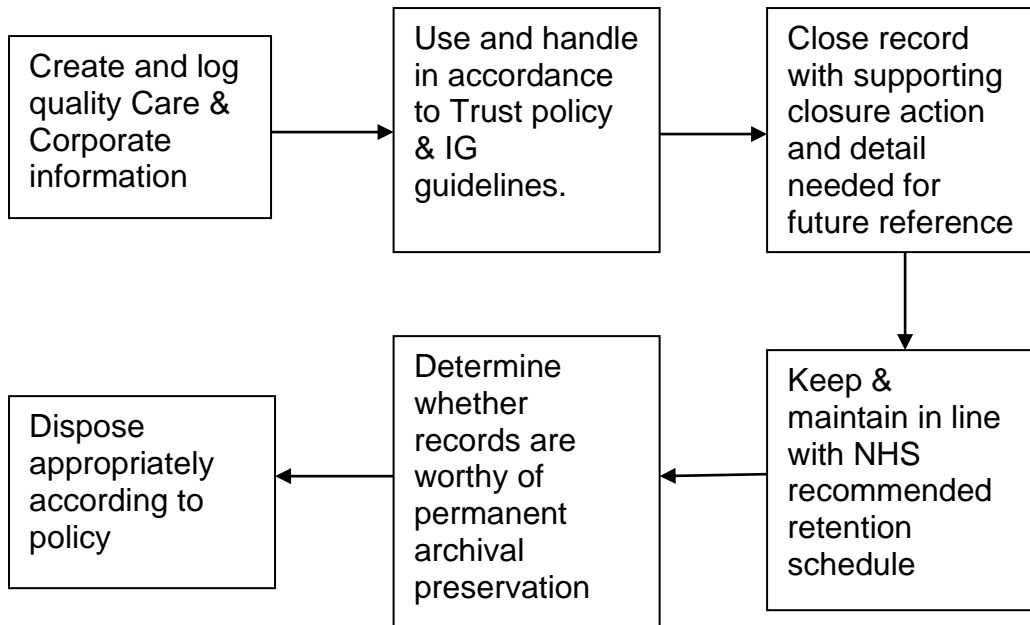 Create and log
quality Care &
Corporate
information
Use and handle
in accordance
to Trust policy
& IG
guidelines.
Close record
with supporting
closure action
and detail
needed for
future reference
Keep &
maintain in line
with NHS
recommended
retention
schedule
Determine
whether
records are
worthy of
permanent
archival
preservation
Dispose
appropriately
according to
policy